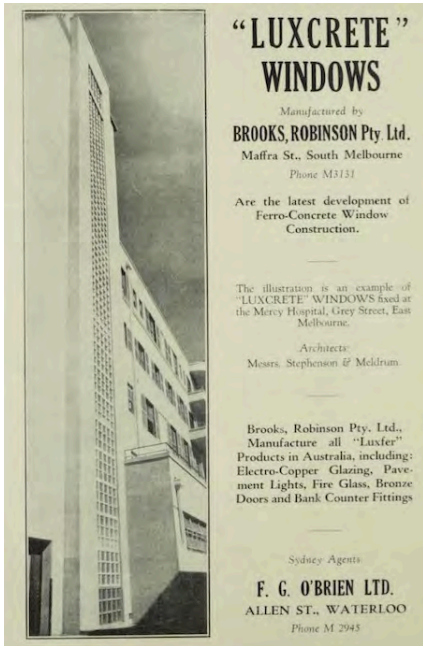 “LUXCRETE”
WINDOWS
Manufactured by
BROOKS, ROBINSON Pty. Ltd.
Maffra St., South Melbourne
Phone M3131
Are the latest development of
Ferro-Concrete Window
Construction.
The illustration is an example of
“LUXCRETE” WINDOWS fixed at
the Mercy Hospital, Grey Street, East
Melbourne.
Architects
Messrs. Stephenson & Meldrum
Brooks, Robinson Pty. Ltd.,
Manufacture all “Luxfer”
Products in Australia, including:
Electro-Copper Glazing, Pave-
ment Lights, Fire Glass, Bronze
Doors and Bank Counter Fittings
Sydney Agents
F. G. O'BRIEN LTD.
ALLEN ST., WATERLOO
Phone M 2945